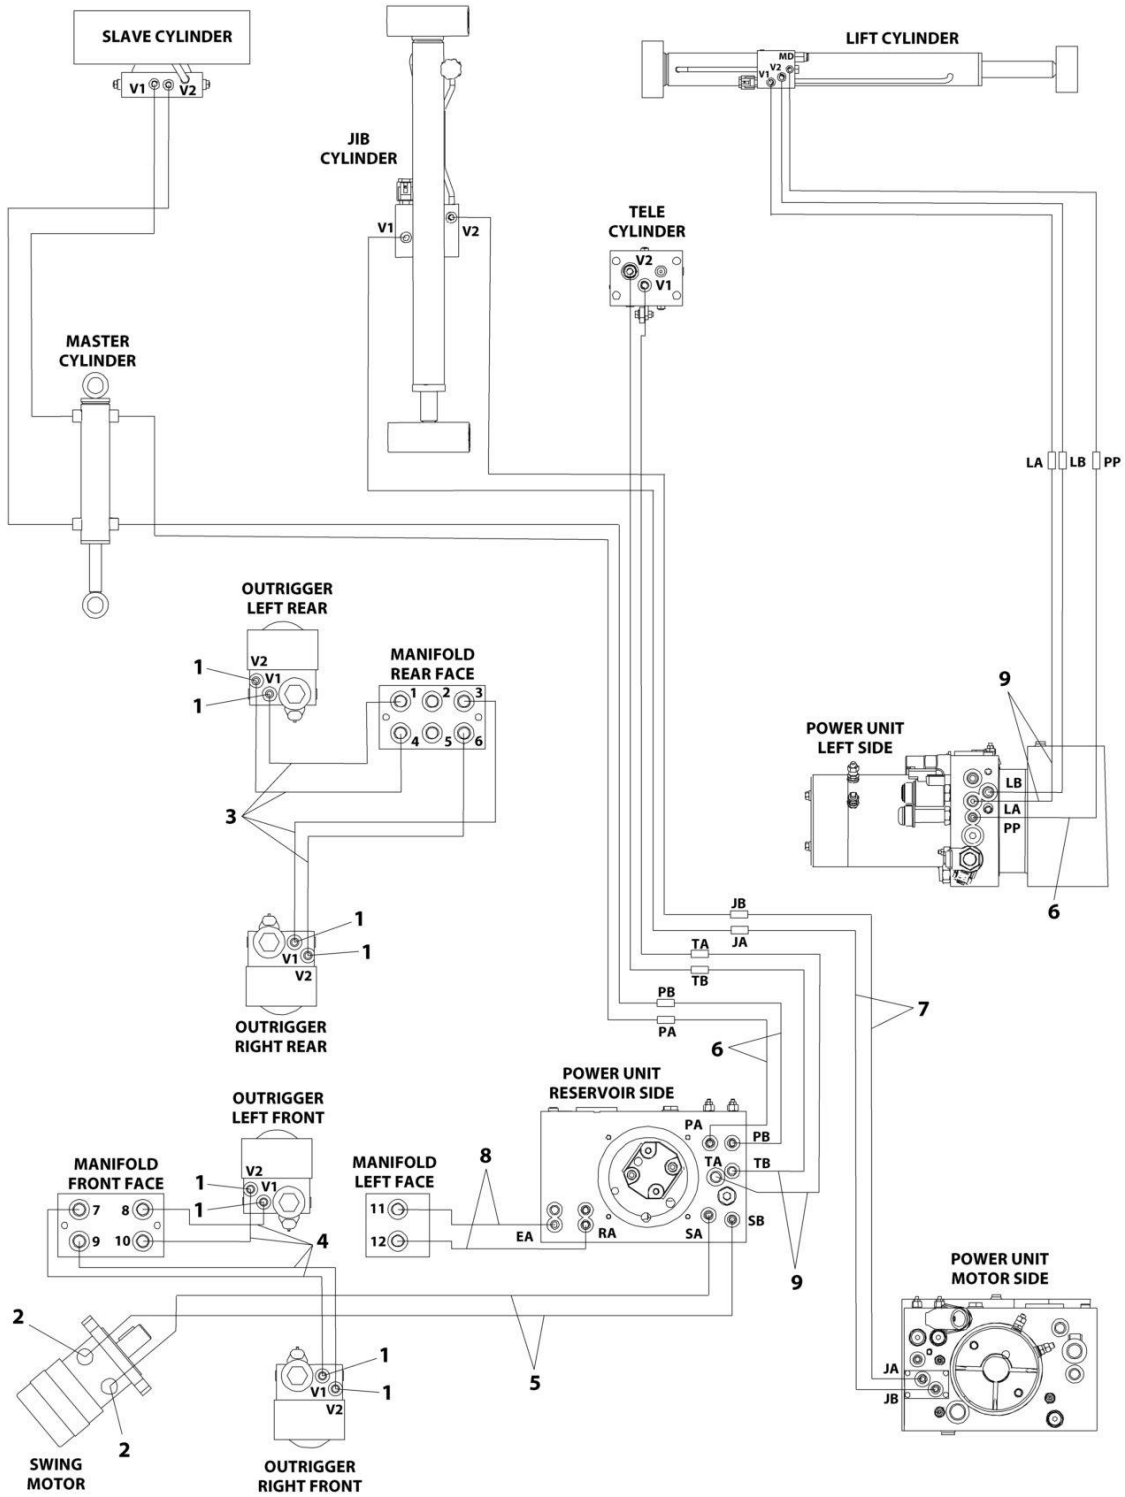 SLAVE CYLINDER
V1
V2
LIFT CYLINDER
MD
V2
V1
JIB
CYLINDER
V1
V2
TELE
CYLINDER
V2
V1
MASTER
CYLINDER
LA
LB
PP
OUTRIGGER
LEFT REAR
V2
V1
1
1
MANIFOLD
REAR FACE
1
2
3
4
5
6
3
9
POWER UNIT
LEFT SIDE
LB
LA
PP
6
1
1
V1
V2
OUTRIGGER
RIGHT REAR
JB
JA
TA
TB
PB
PA
7
6
POWER UNIT
RESERVOIR SIDE
PA
PB
TA
TB
EA
RA
SA
SB
OUTRIGGER
LEFT FRONT
V2
V1
1
1
MANIFOLD
FRONT FACE
7
8
9
10
4
MANIFOLD
LEFT FACE
11
12
8
9
POWER UNIT
MOTOR SIDE
JA
JB
2
2
5
1
1
V1
V2
SWING
MOTOR
OUTRIGGER
RIGHT FRONT